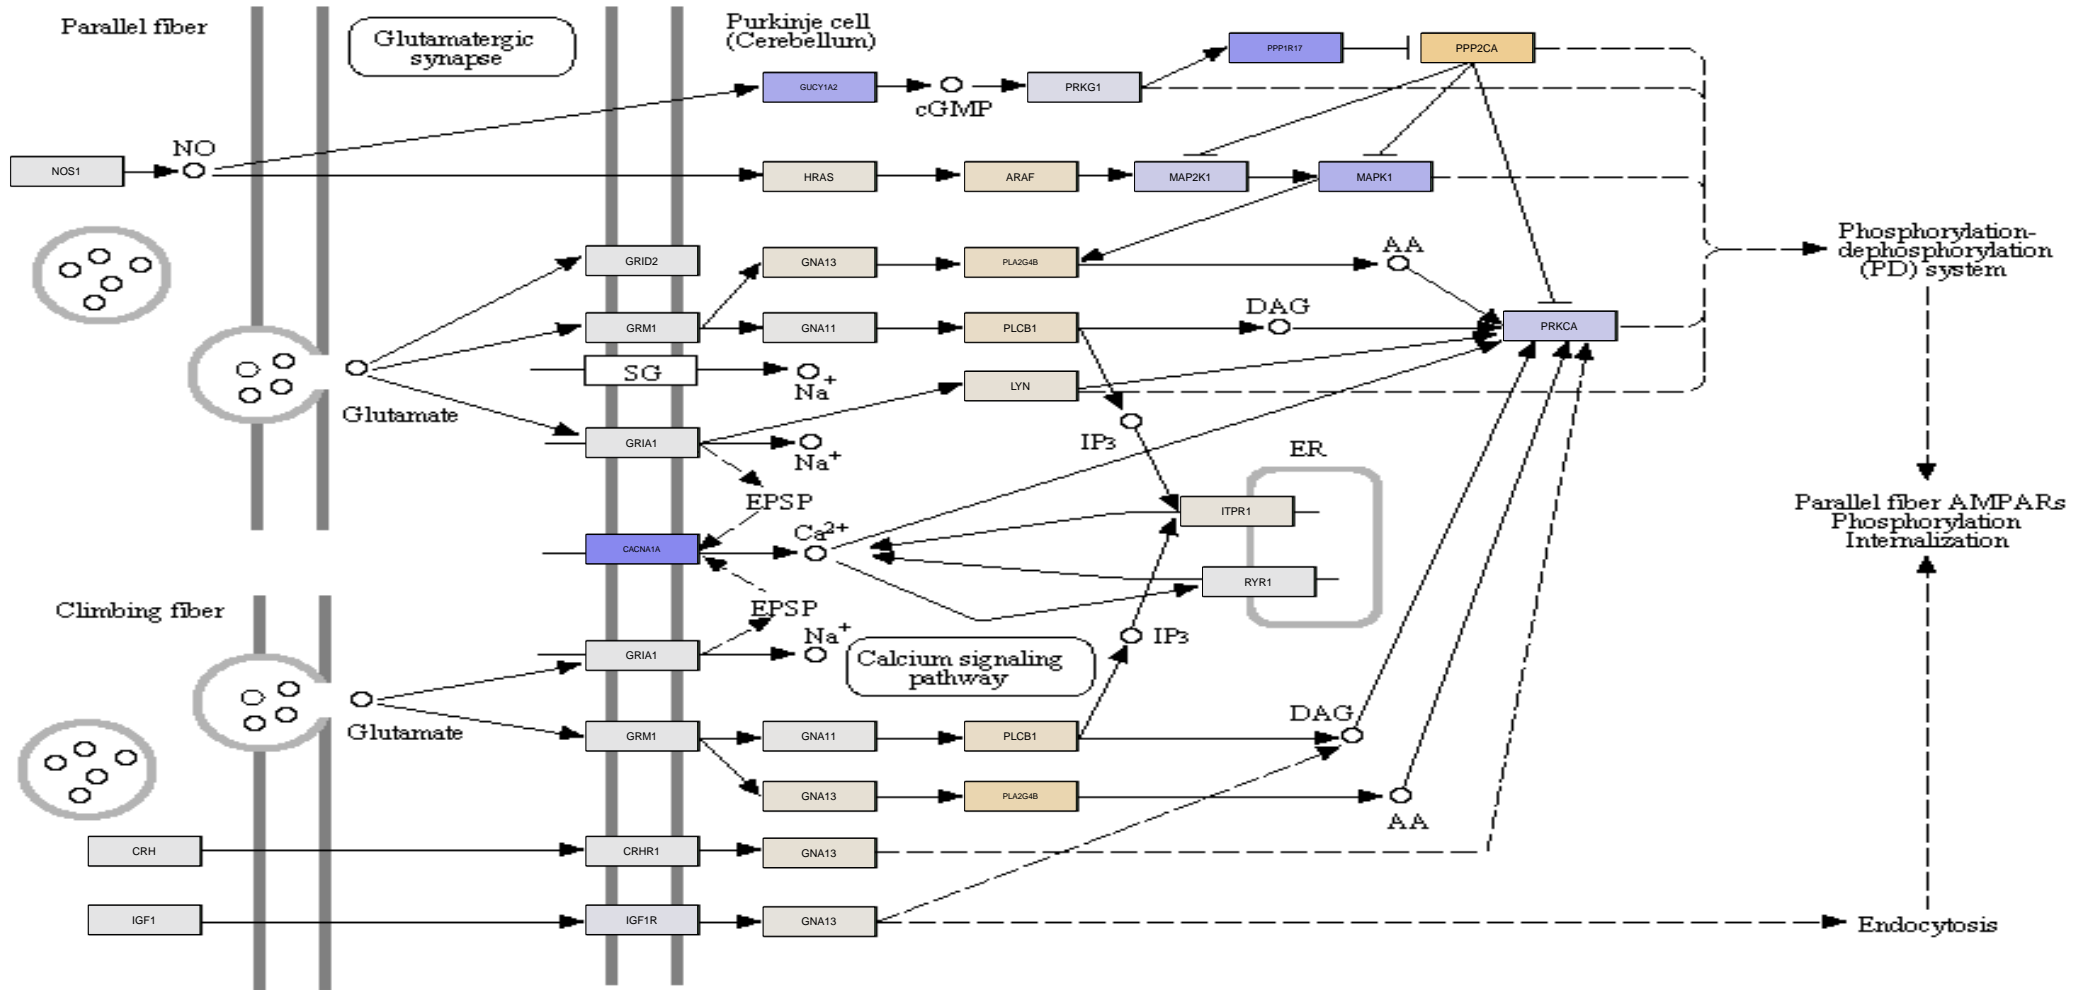 Parallel fiber
Glutamatergic
synapse
Purkinje cell
(Cerebellum)
PPP1R17
PPP2CA
GUCY1A2
cGMP
PRKG1
NO
NOS1
HRAS
ARAF
MAP2K1
MAPK1
Phosphorylation-
dephosphorylation
(PD) system
GRID2
GNA13
PLA2G4B
AA
GRM1
GNA11
PLCB1
DAG
PRKCA
SG
Na+
LYN
Glutamate
GRIA1
Na+
IP3
ER
EPSP
ITPR1
Parallel fiber AMPARs
Phosphorylation
Internalization
Ca2+
CACNA1A
RYR1
Climbing fiber
EPSP
Na+
IP3
GRIA1
Calcium signaling
pathway
Glutamate
GRM1
GNA11
PLCB1
DAG
GNA13
PLA2G4B
AA
CRH
CRHR1
GNA13
IGF1
IGF1R
GNA13
Endocytosis